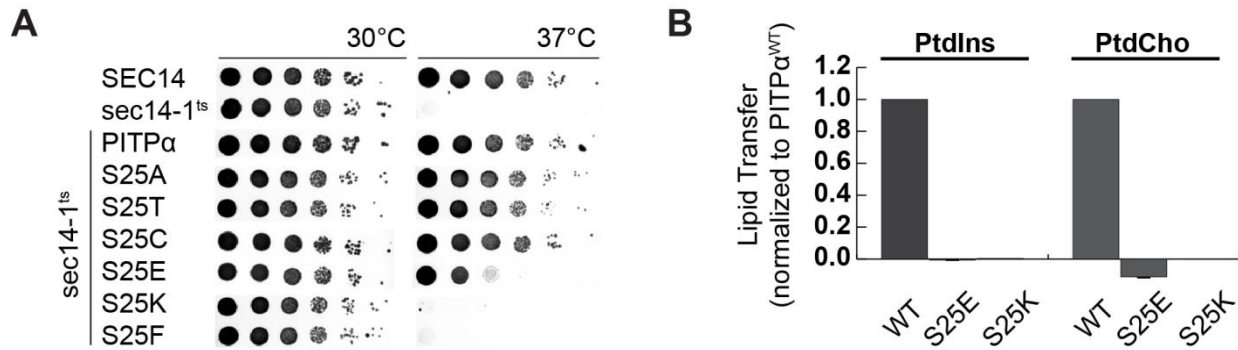 A
30°C
37°C
SEC14
sec14-1ᵗˢ
sec14-1ᵗˢ
PITPα
S25A
S25T
S25C
S25E
S25K
S25F
B
PtdIns
PtdCho
Lipid Transfer
(normalized to PITPαᵂᵀ)
1.2
1.0
0.8
0.6
0.4
0.2
0.0
WT
S25E
S25K
WT
S25E
S25K